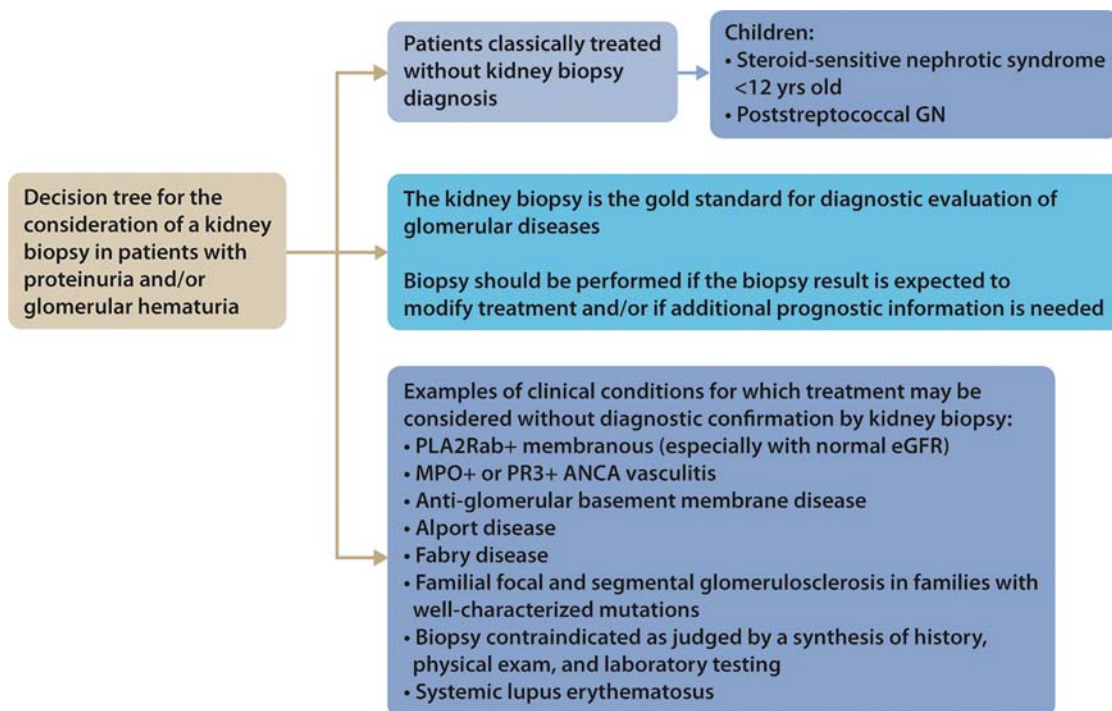 Decision tree for the
consideration of a kidney
biopsy in patients with
proteinuria and/or
glomerular hematuria
Patients classically treated
without kidney biopsy
diagnosis
Children:
• Steroid-sensitive nephrotic syndrome
<12 yrs old
• Poststreptococcal GN
The kidney biopsy is the gold standard for diagnostic evaluation of
glomerular diseases
Biopsy should be performed if the biopsy result is expected to
modify treatment and/or if additional prognostic information is needed
Examples of clinical conditions for which treatment may be
considered without diagnostic confirmation by kidney biopsy:
• PLA2Rab+ membranous (especially with normal eGFR)
• MPO+ or PR3+ ANCA vasculitis
• Anti-glomerular basement membrane disease
• Alport disease
• Fabry disease
• Familial focal and segmental glomerulosclerosis in families with
well-characterized mutations
• Biopsy contraindicated as judged by a synthesis of history,
physical exam, and laboratory testing
• Systemic lupus erythematosus